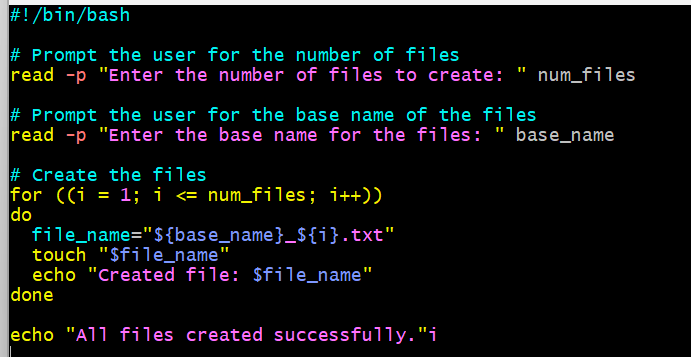 #!/bin/bash
# Prompt the user for the number of files
read -p "Enter the number of files to create: " num_files
# Prompt the user for the base name of the files
read -p "Enter the base name for the files: " base_name
# Create the files
for ((i = 1; i <= num_files; i++))
do
  file_name="${base_name}_${i}.txt"
  touch "$file_name"
  echo "Created file: $file_name"
done
echo "All files created successfully."i